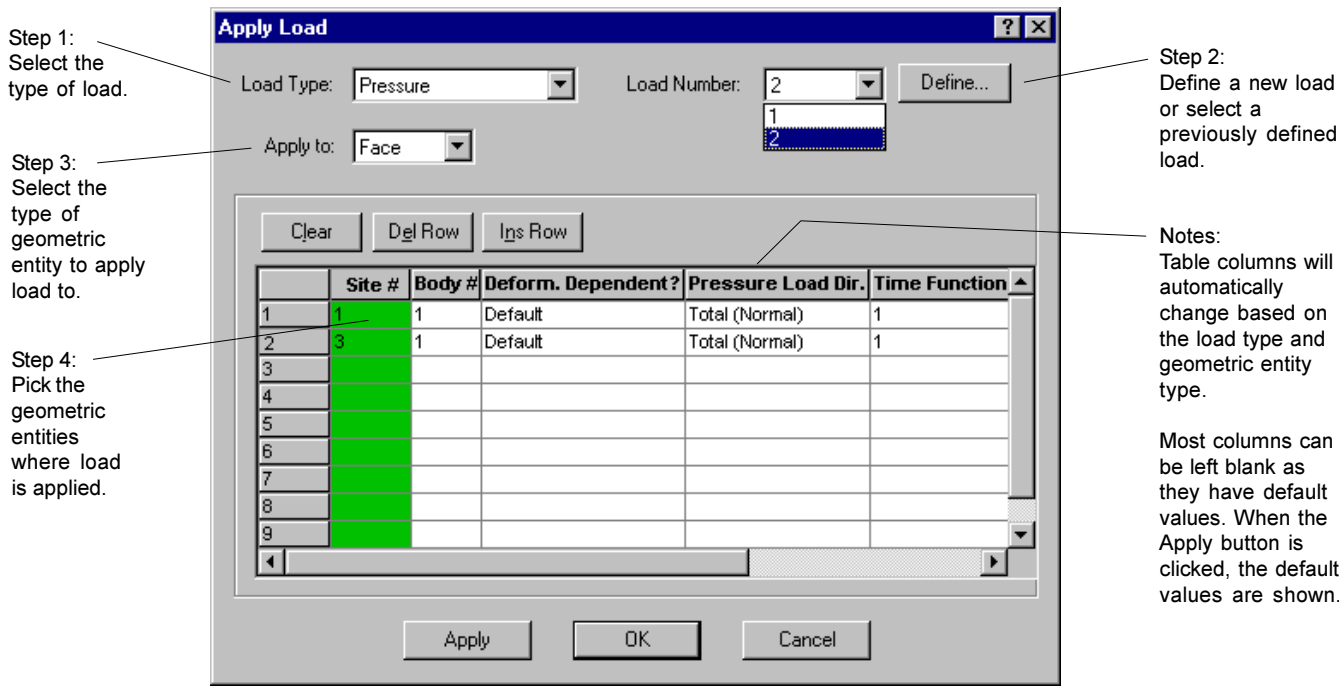 Step 1:
Select the
type of load.
Step 3:
Select the
type of
geometric
entity to apply
load to.
Step 4:
Pick the
geometric
entities
where load
is applied.
Apply Load
Load Type: Pressure Load Number: 2 Define...
1
2
Apply to: Face
Clear Del Row Ins Row
Site # Body # Deform. Dependent? Pressure Load Dir. Time Function
1 1 1 Default Total (Normal) 1
2 3 1 Default Total (Normal) 1
3
4
5
6
7
8
9
Apply OK Cancel
Step 2:
Define a new load
or select a
previously defined
load.
Notes:
Table columns will
automatically
change based on
the load type and
geometric entity
type.
Most columns can
be left blank as
they have default
values. When the
Apply button is
clicked, the default
values are shown.